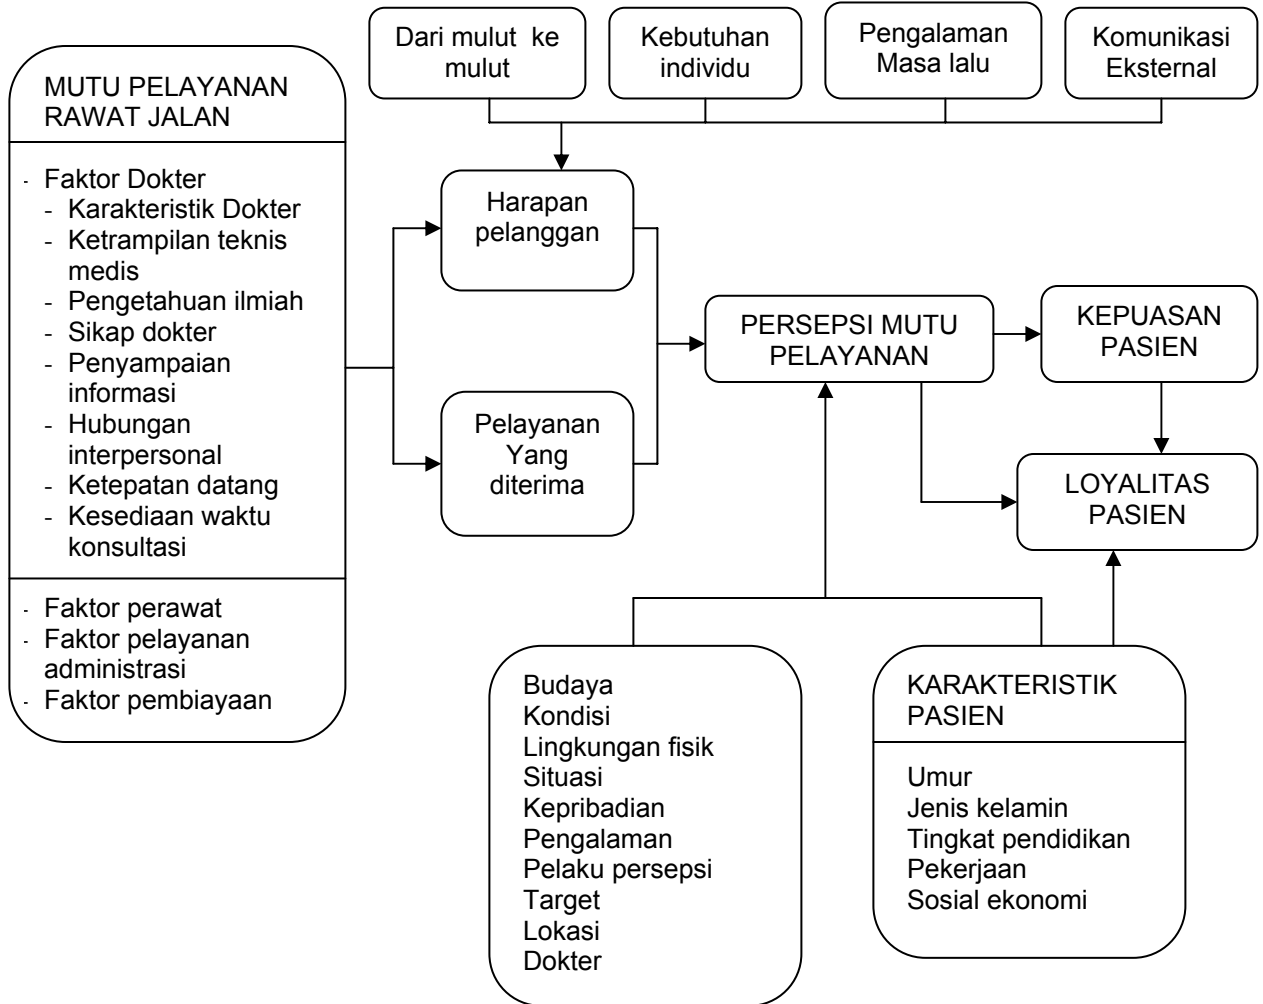 Dari mulut ke
mulut
Kebutuhan
individu
Pengalaman
Masa lalu
Komunikasi
Eksternal
MUTU PELAYANAN
RAWAT JALAN
- Faktor Dokter
- Karakteristik Dokter
- Ketrampilan teknis
medis
- Pengetahuan ilmiah
- Sikap dokter
- Penyampaian
informasi
- Hubungan
interpersonal
- Ketepatan datang
- Kesediaan waktu
konsultasi
- Faktor perawat
- Faktor pelayanan
administrasi
- Faktor pembiayaan
Harapan
pelanggan
Pelayanan
Yang
diterima
PERSEPSI MUTU
PELAYANAN
KEPUASAN
PASIEN
LOYALITAS
PASIEN
Budaya
Kondisi
Lingkungan fisik
Situasi
Kepribadian
Pengalaman
Pelaku persepsi
Target
Lokasi
Dokter
KARAKTERISTIK
PASIEN
Umur
Jenis kelamin
Tingkat pendidikan
Pekerjaan
Sosial ekonomi